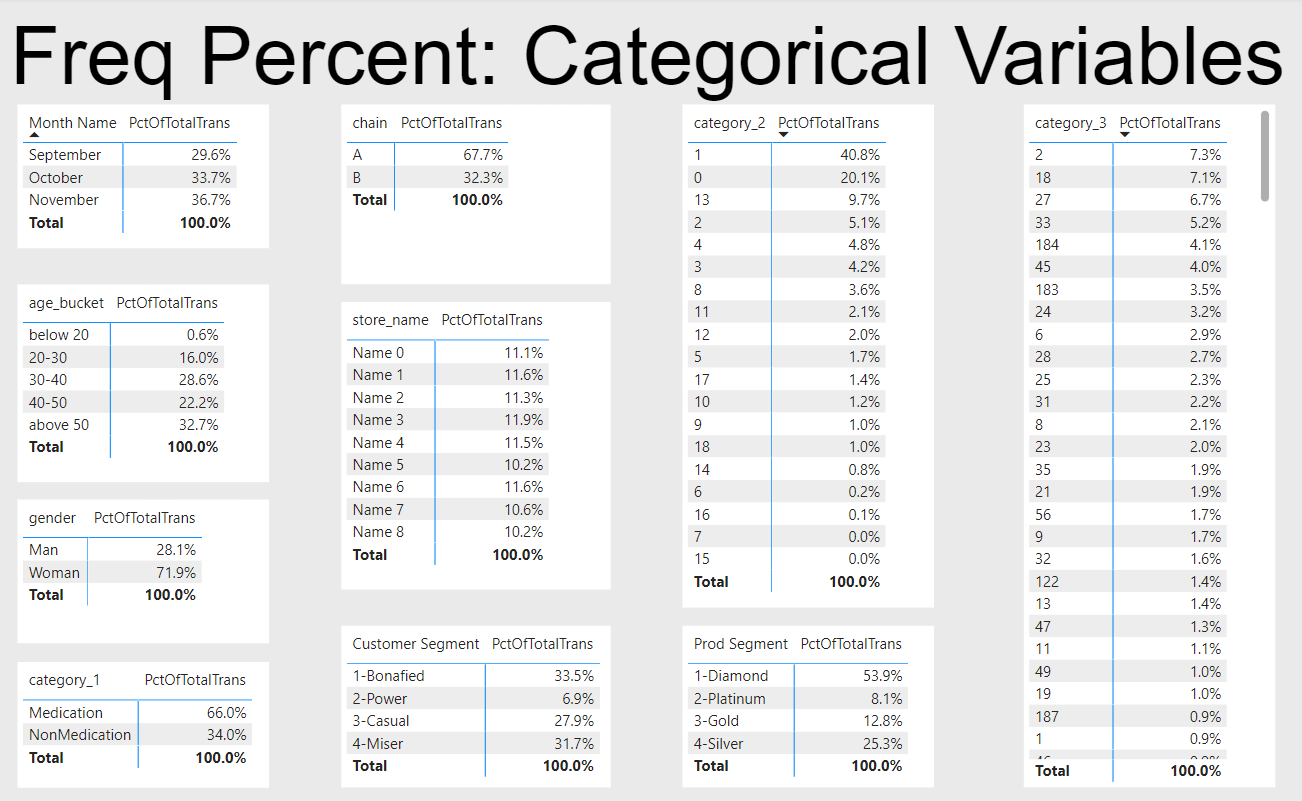 Freq Percent: Categorical Variables
Month Name PctOfTotalTrans
September 29.6%
October 33.7%
November 36.7%
Total 100.0%
age_bucket PctOfTotalTrans
below 20 0.6%
20-30 16.0%
30-40 28.6%
40-50 22.2%
above 50 32.7%
Total 100.0%
gender PctOfTotalTrans
Man 28.1%
Woman 71.9%
Total 100.0%
category_1 PctOfTotalTrans
Medication 66.0%
NonMedication 34.0%
Total 100.0%
chain PctOfTotalTrans
A 67.7%
B 32.3%
Total 100.0%
store_name PctOfTotalTrans
Name 0 11.1%
Name 1 11.6%
Name 2 11.3%
Name 3 11.9%
Name 4 11.5%
Name 5 10.2%
Name 6 11.6%
Name 7 10.6%
Name 8 10.2%
Total 100.0%
Customer Segment PctOfTotalTrans
1-Bonafied 33.5%
2-Power 6.9%
3-Casual 27.9%
4-Miser 31.7%
Total 100.0%
category_2 PctOfTotalTrans
1 40.8%
0 20.1%
13 9.7%
2 5.1%
4 4.8%
3 4.2%
8 3.6%
11 2.1%
12 2.0%
5 1.7%
17 1.4%
10 1.2%
9 1.0%
18 1.0%
14 0.8%
6 0.2%
16 0.1%
7 0.0%
15 0.0%
Total 100.0%
Prod Segment PctOfTotalTrans
1-Diamond 53.9%
2-Platinum 8.1%
3-Gold 12.8%
4-Silver 25.3%
Total 100.0%
category_3 PctOfTotalTrans
2 7.3%
18 7.1%
27 6.7%
33 5.2%
184 4.1%
45 4.0%
183 3.5%
24 3.2%
6 2.9%
28 2.7%
25 2.3%
31 2.2%
8 2.1%
23 2.0%
35 1.9%
21 1.9%
56 1.7%
9 1.7%
32 1.6%
122 1.4%
13 1.4%
47 1.3%
11 1.1%
49 1.0%
19 1.0%
187 0.9%
1 0.9%
Total 100.0%